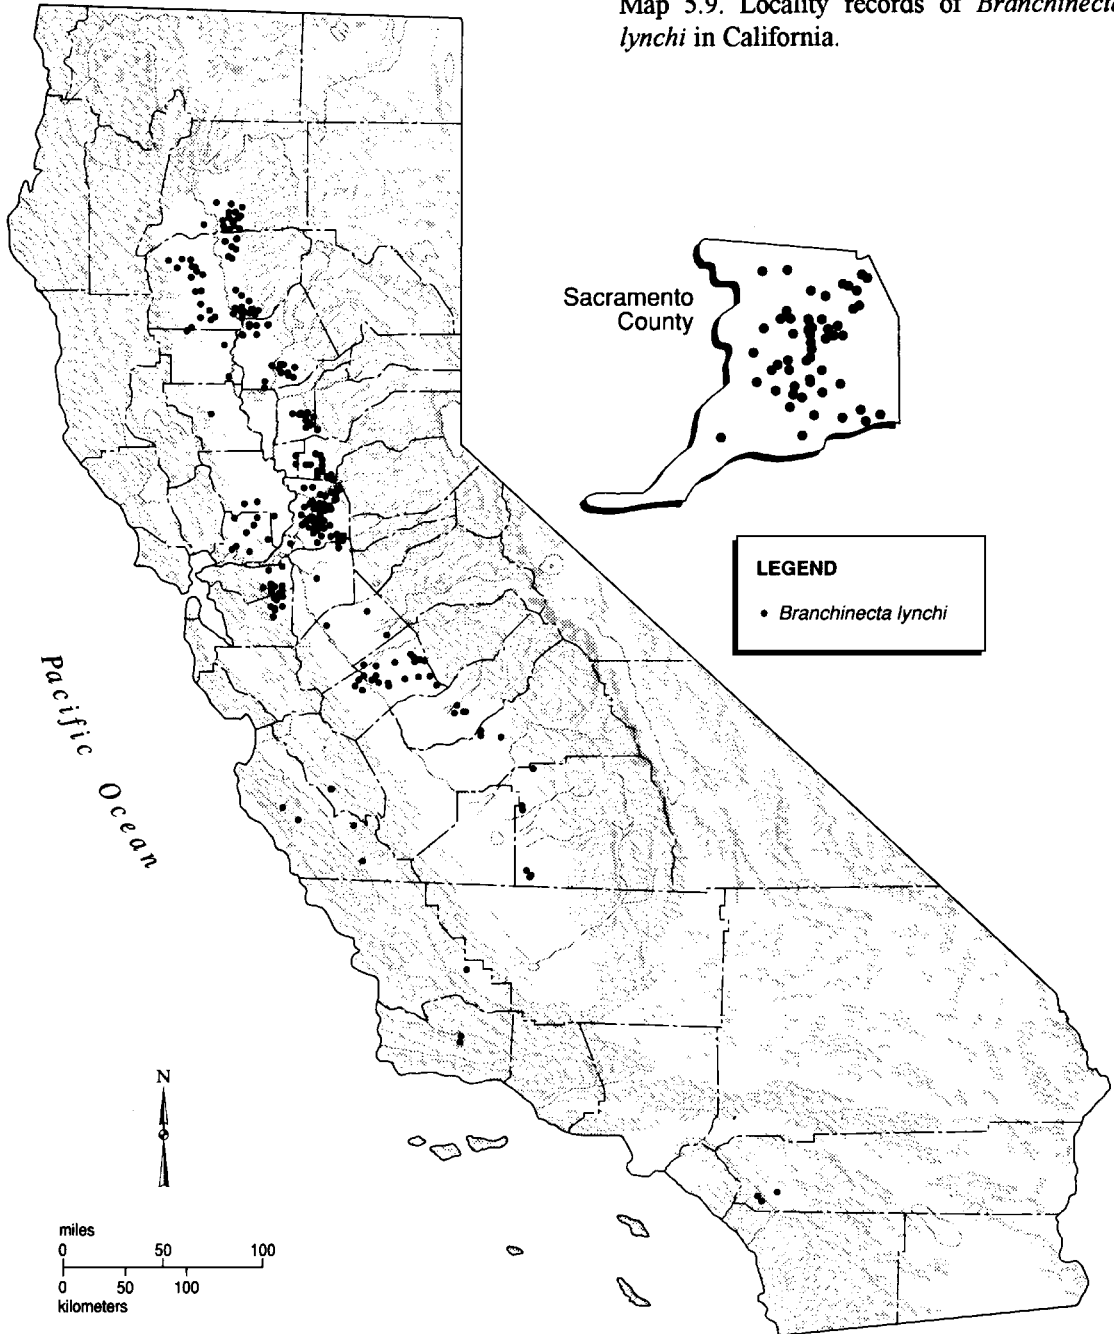 Map 5.9. Locality records of Branchinecta
lynchi in California.
Sacramento
County
LEGEND
• Branchinecta lynchi
Pacific Ocean
N
miles
0 50 100
0 50 100
kilometers